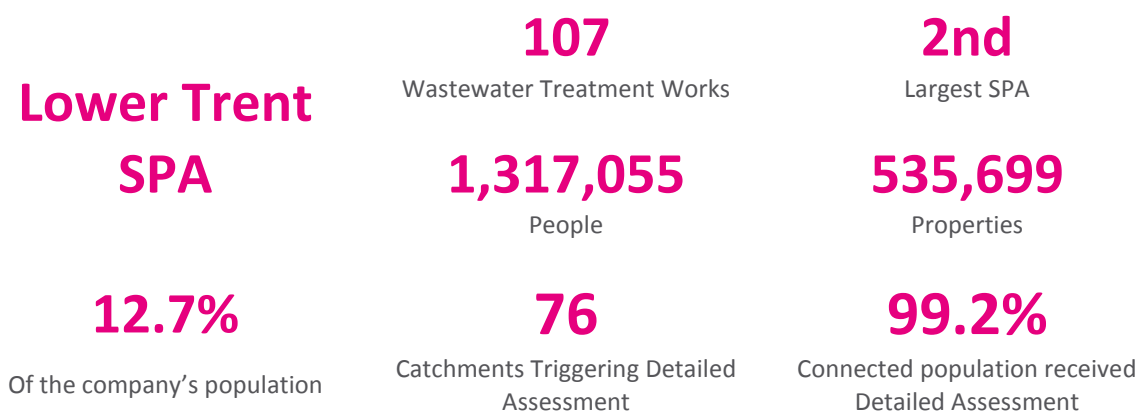 Lower Trent
SPA
107
Wastewater Treatment Works
2nd
Largest SPA
1,317,055
People
535,699
Properties
12.7%
Of the company's population
76
Catchments Triggering Detailed
Assessment
99.2%
Connected population received
Detailed Assessment